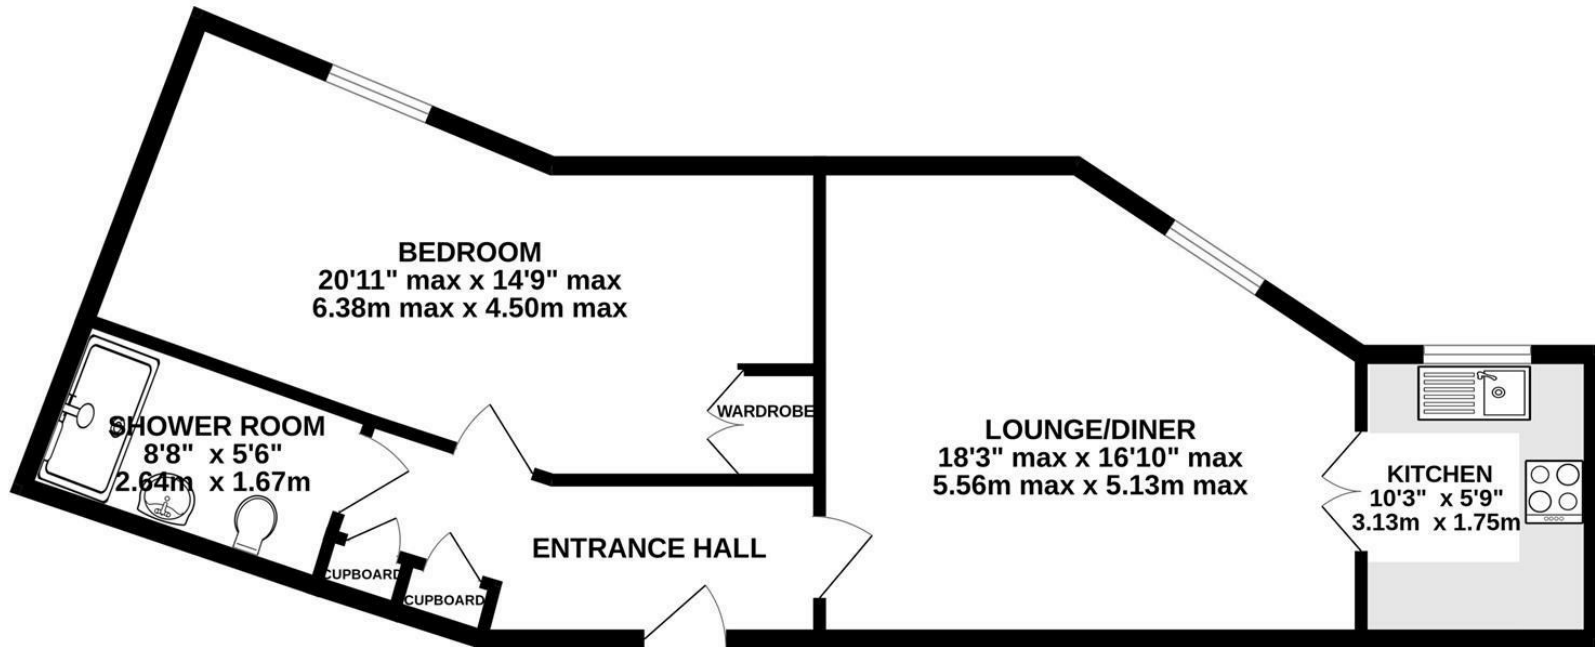 BEDROOM
20'11" max x 14'9" max
6.38m max x 4.50m max
WARDROBE
SHOWER ROOM
8'8" x 5'6"
2.64m x 1.67m
LOUNGE/DINER
18'3" max x 16'10" max
5.56m max x 5.13m max
KITCHEN
10'3" x 5'9"
3.13m x 1.75m
ENTRANCE HALL
CUPBOARD
CUPBOARD